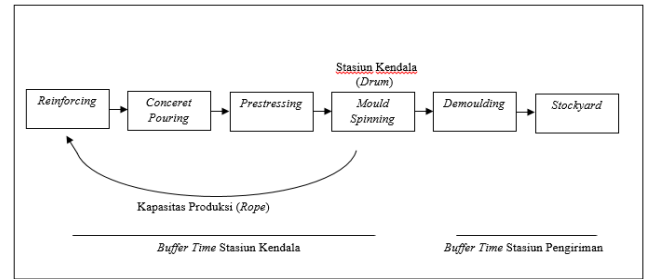 Stasiun Kendala
(Drum)
Reinforcing
Conceret
Pouring
Prestressing
Mould
Spinning
Demoulding
Stockyard
Kapasitas Produksi (Rope)
Buffer Time Stasiun Kendala
Buffer Time Stasiun Pengiriman